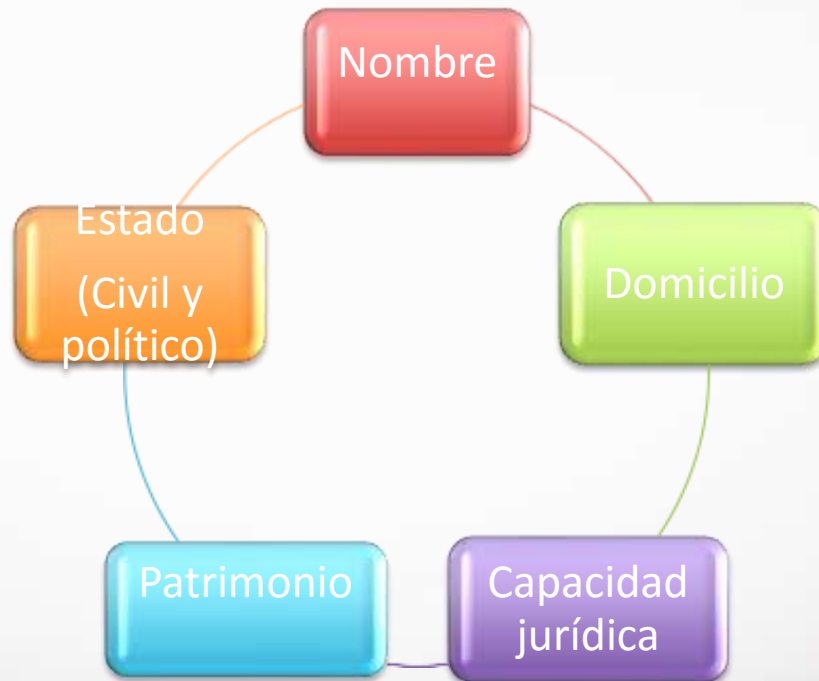 Nombre
Estado
(Civil y
político)
Domicilio
Patrimonio
Capacidad
jurídica